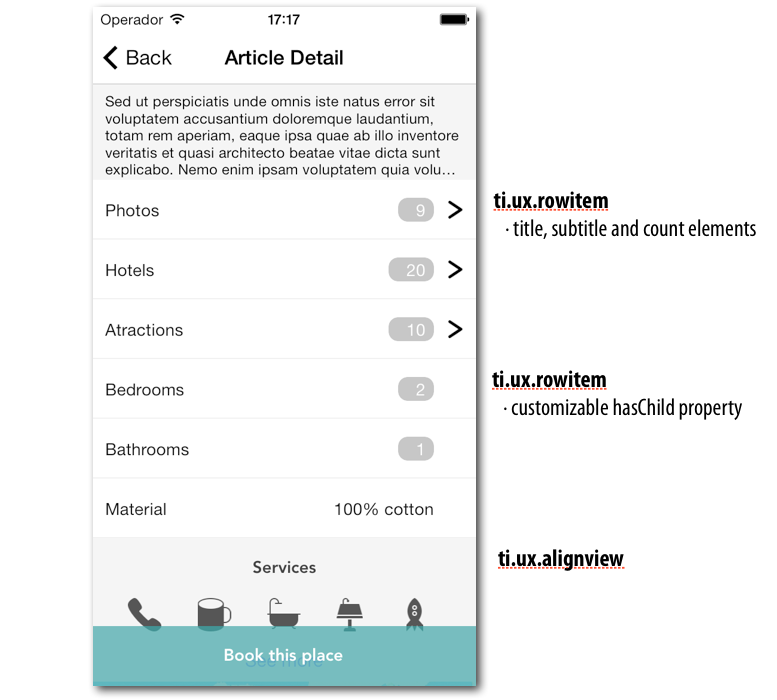 Operador 17:17
Back Article Detail
Sed ut perspiciatis unde omnis iste natus error sit
voluptatem accusantium doloremque laudantium,
totam rem aperiam, eaque ipsa quae ab illo inventore
veritatis et quasi architecto beatae vitae dicta sunt
explicabo. Nemo enim ipsam voluptatem quia volu...
Photos 9
Hotels 20
Atractions 10
Bedrooms 2
Bathrooms 1
Material 100% cotton
Services
See more
Book this place
ti.ux.rowitem
· title, subtitle and count elements
ti.ux.rowitem
· customizable hasChild property
ti.ux.alignview